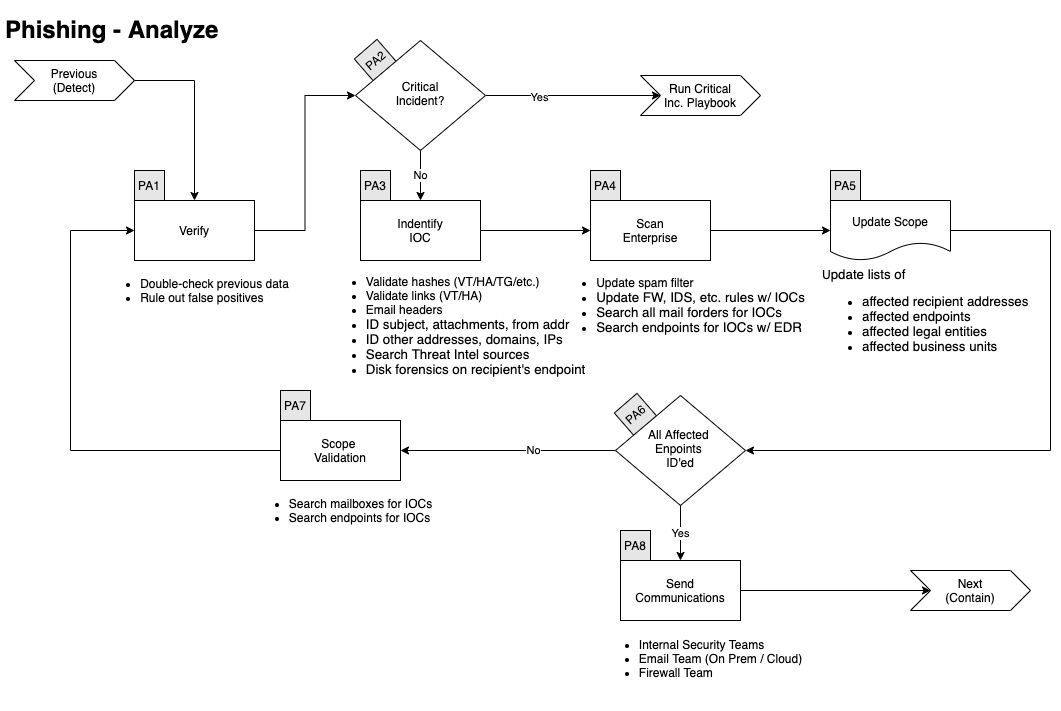 Phishing - Analyze
Previous
(Detect)
PA2
Critical
Incident?
Yes
Run Critical
Inc. Playbook
No
PA1
Verify
• Double-check previous data
• Rule out false positives
PA3
Indentify
IOC
• Validate hashes (VT/HA/TG/etc.)
• Validate links (VT/HA)
• Email headers
• ID subject, attachments, from addr
• ID other addresses, domains, IPs
• Search Threat Intel sources
• Disk forensics on recipient's endpoint
PA4
Scan
Enterprise
• Update spam filter
• Update FW, IDS, etc. rules w/ IOCs
• Search all mail forders for IOCs
• Search endpoints for IOCs w/ EDR
PA5
Update Scope
Update lists of
• affected recipient addresses
• affected endpoints
• affected legal entities
• affected business units
PA6
All Affected
Enpoints
ID'ed
No
PA7
Scope
Validation
• Search mailboxes for IOCs
• Search endpoints for IOCs
Yes
PA8
Send
Communications
• Internal Security Teams
• Email Team (On Prem / Cloud)
• Firewall Team
Next
(Contain)